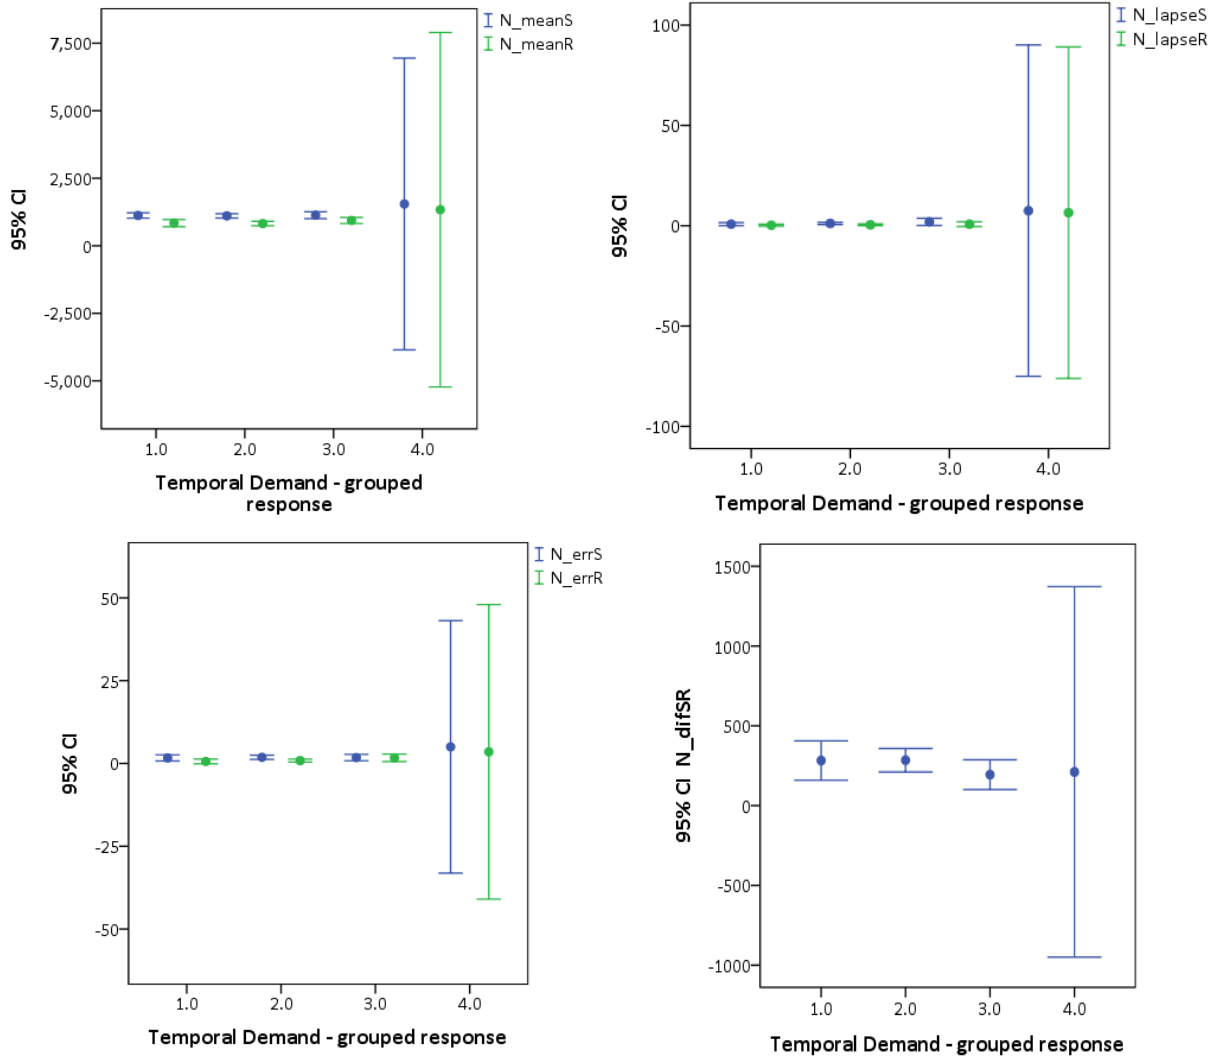 N_meanS
N_meanR
7,500
5,000
2,500
0
-2,500
-5,000
95% CI
1.0 2.0 3.0 4.0
Temporal Demand - grouped
response
N_lapseS
N_lapseR
100
50
0
-50
-100
95% CI
1.0 2.0 3.0 4.0
Temporal Demand - grouped response
N_errS
N_errR
50
25
0
-25
-50
95% CI
1.0 2.0 3.0 4.0
Temporal Demand - grouped response
1500
1000
500
0
-500
-1000
95% CI N_difSR
1.0 2.0 3.0 4.0
Temporal Demand - grouped response